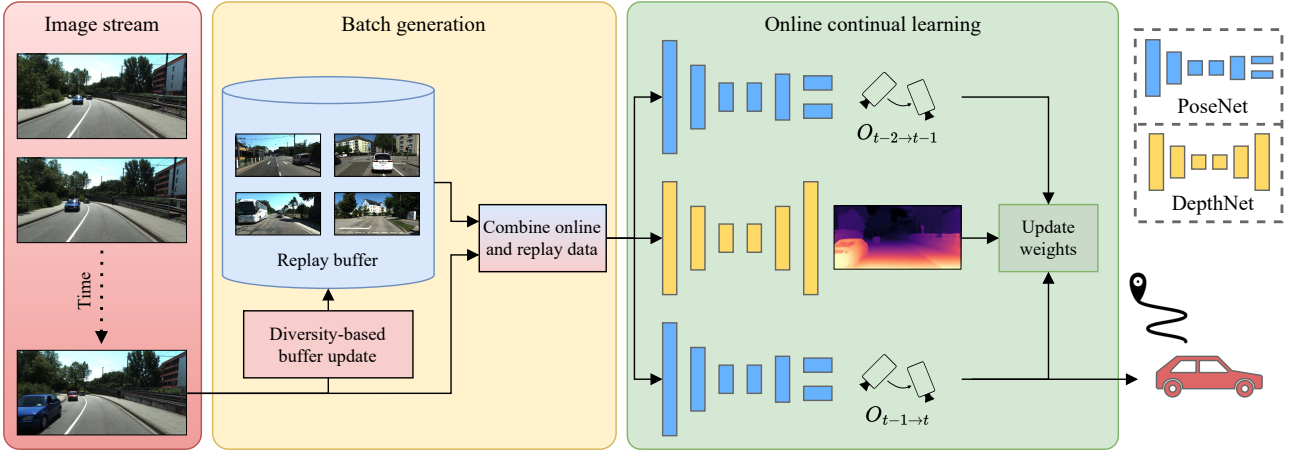 Image stream
Time
Batch generation
Replay buffer
Diversity-based
buffer update
Combine online
and replay data
Online continual learning
O_{t−2→t−1}
O_{t−1→t}
Update
weights
PoseNet
DepthNet